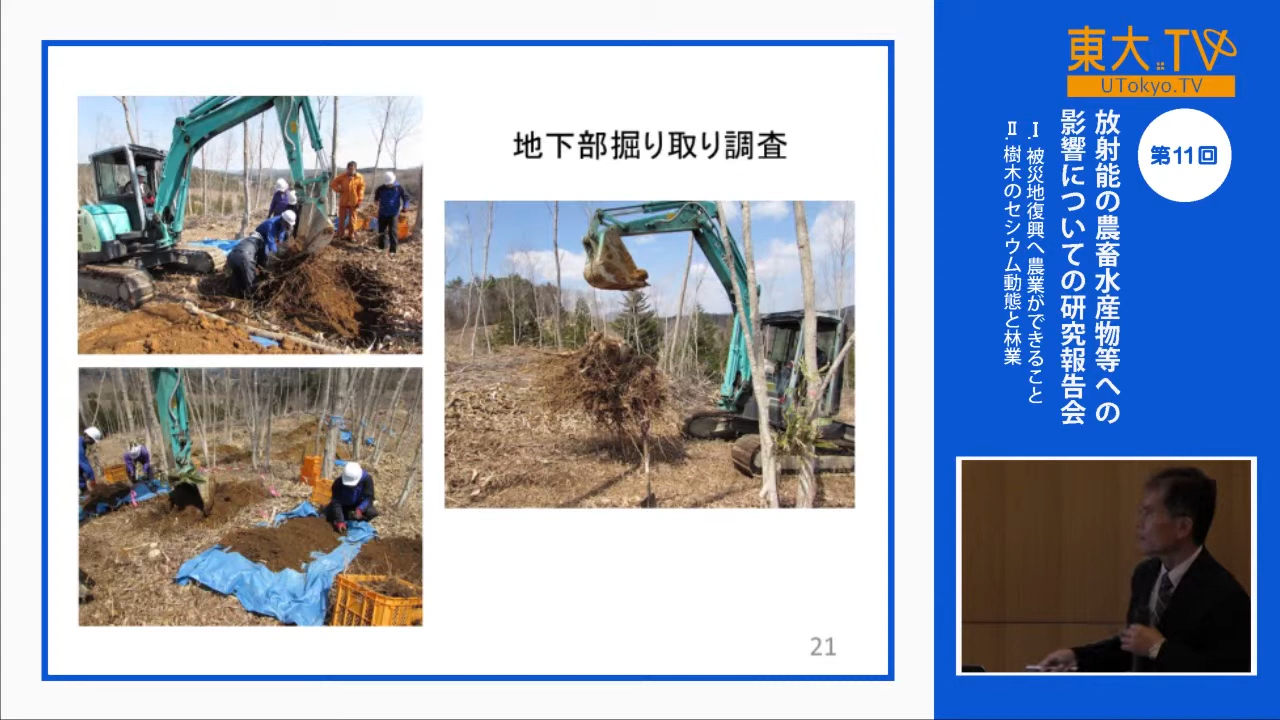 地下部掘り取り調査
21
東大TV
UTokyo.TV
第11回
放射能の農畜水産物等への
影響についての研究報告会
Ⅰ.被災地復興へ農業ができること
Ⅱ.樹木のセシウム動態と林業